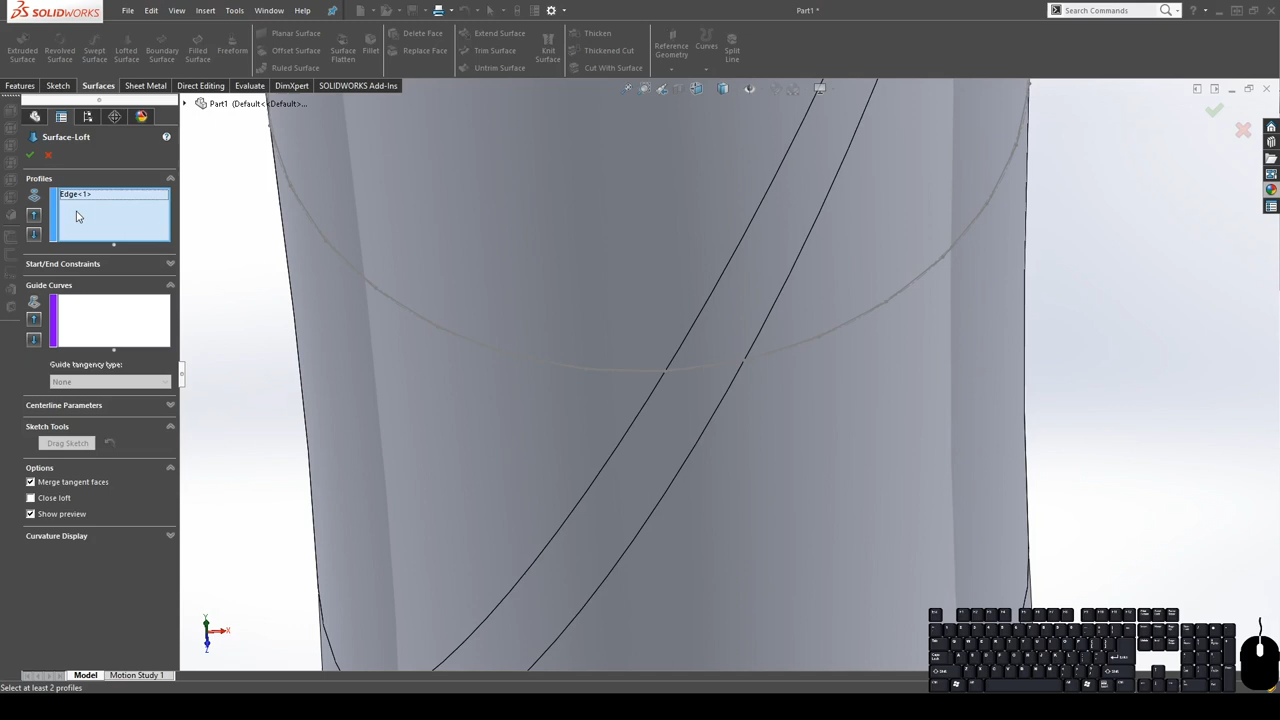 SOLIDWORKS
File
Edit
View
Insert
Tools
Window
Help
Part1 *
Search Commands
Extruded Surface
Revolved Surface
Swept Surface
Lofted Surface
Boundary Surface
Filled Surface
Freeform
Planar Surface
Offset Surface
Ruled Surface
Surface Flatten
Fillet
Delete Face
Replace Face
Extend Surface
Trim Surface
Untrim Surface
Knit Surface
Thicken
Thickened Cut
Cut With Surface
Reference Geometry
Curves
Split Line
Features
Sketch
Surfaces
Sheet Metal
Direct Editing
Evaluate
DimXpert
SOLIDWORKS Add-Ins
Part1 (Default<<Default>...
Surface-Loft
Profiles
Edge<1>
Start/End Constraints
Guide Curves
Guide tangency type:
None
Centerline Parameters
Sketch Tools
Drag Sketch
Options
Merge tangent faces
Close loft
Show preview
Curvature Display
Y
X
Z
Model
Motion Study 1
Select at least 2 profiles